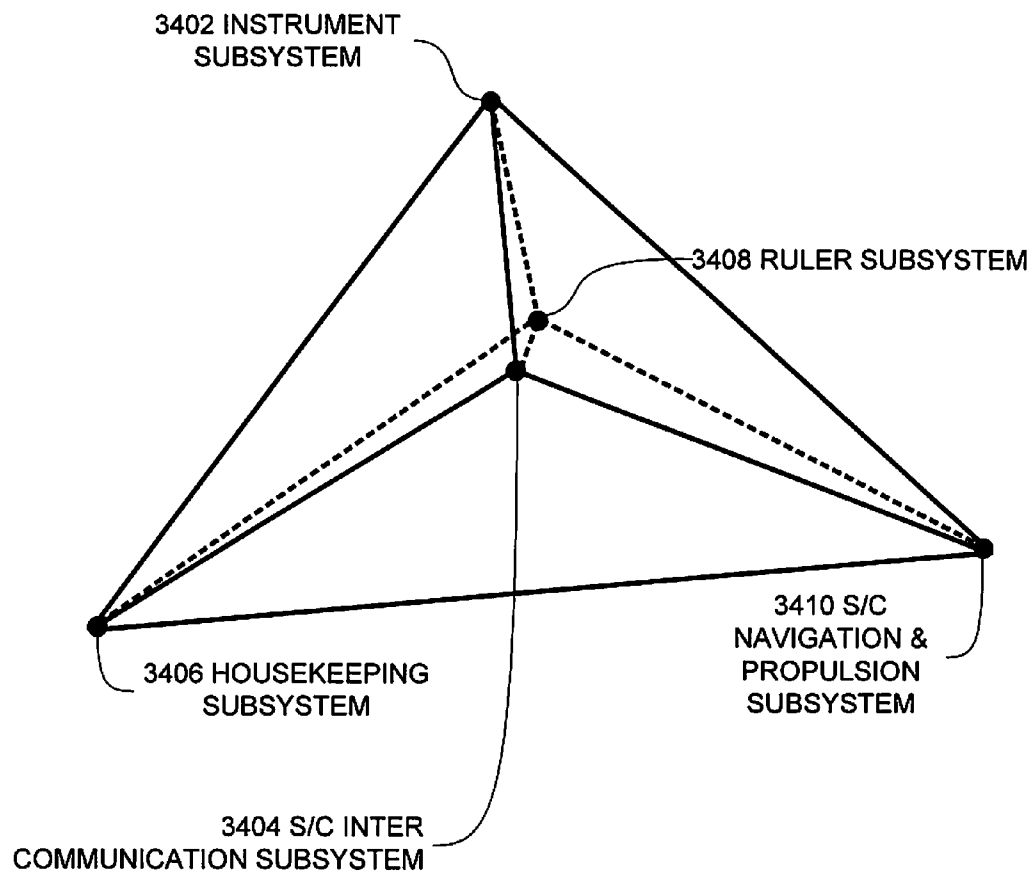 3402 INSTRUMENT
SUBSYSTEM
3408 RULER SUBSYSTEM
3410 S/C
NAVIGATION &
PROPULSION
SUBSYSTEM
3406 HOUSEKEEPING
SUBSYSTEM
3404 S/C INTER
COMMUNICATION SUBSYSTEM